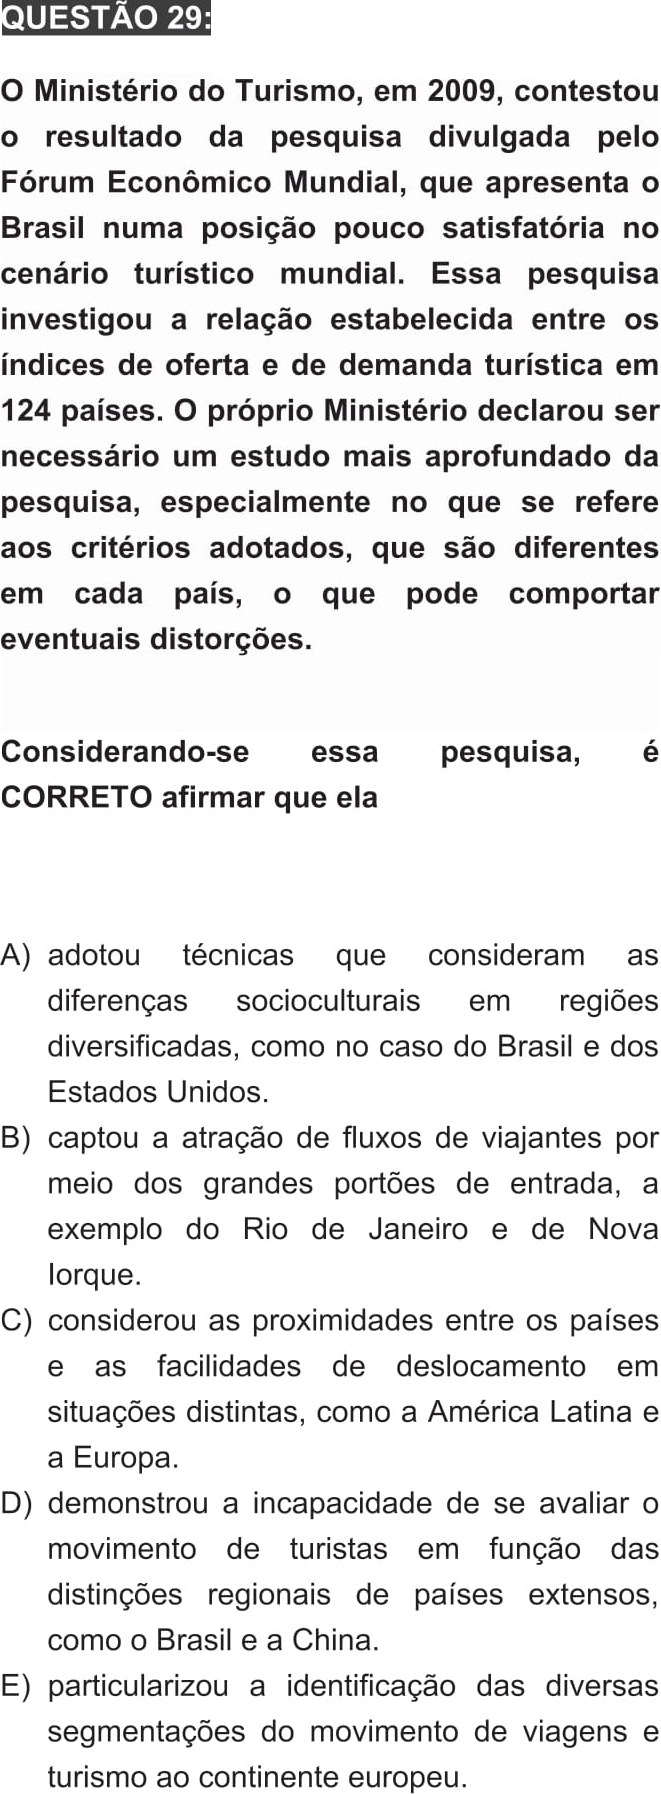 QUESTÃO 29:
O Ministério do Turismo, em 2009, contestou
o resultado da pesquisa divulgada pelo
Fórum Econômico Mundial, que apresenta o
Brasil numa posição pouco satisfatória no
cenário turístico mundial. Essa pesquisa
investigou a relação estabelecida entre os
índices de oferta e de demanda turística em
124 países. O próprio Ministério declarou ser
necessário um estudo mais aprofundado da
pesquisa, especialmente no que se refere
aos critérios adotados, que são diferentes
em cada país, o que pode comportar
eventuais distorções.
Considerando-se essa pesquisa, é
CORRETO afirmar que ela
A) adotou técnicas que consideram as
diferenças socioculturais em regiões
diversificadas, como no caso do Brasil e dos
Estados Unidos.
B) captou a atração de fluxos de viajantes por
meio dos grandes portões de entrada, a
exemplo do Rio de Janeiro e de Nova
Iorque.
C) considerou as proximidades entre os países
e as facilidades de deslocamento em
situações distintas, como a América Latina e
a Europa.
D) demonstrou a incapacidade de se avaliar o
movimento de turistas em função das
distinções regionais de países extensos,
como o Brasil e a China.
E) particularizou a identificação das diversas
segmentações do movimento de viagens e
turismo ao continente europeu.